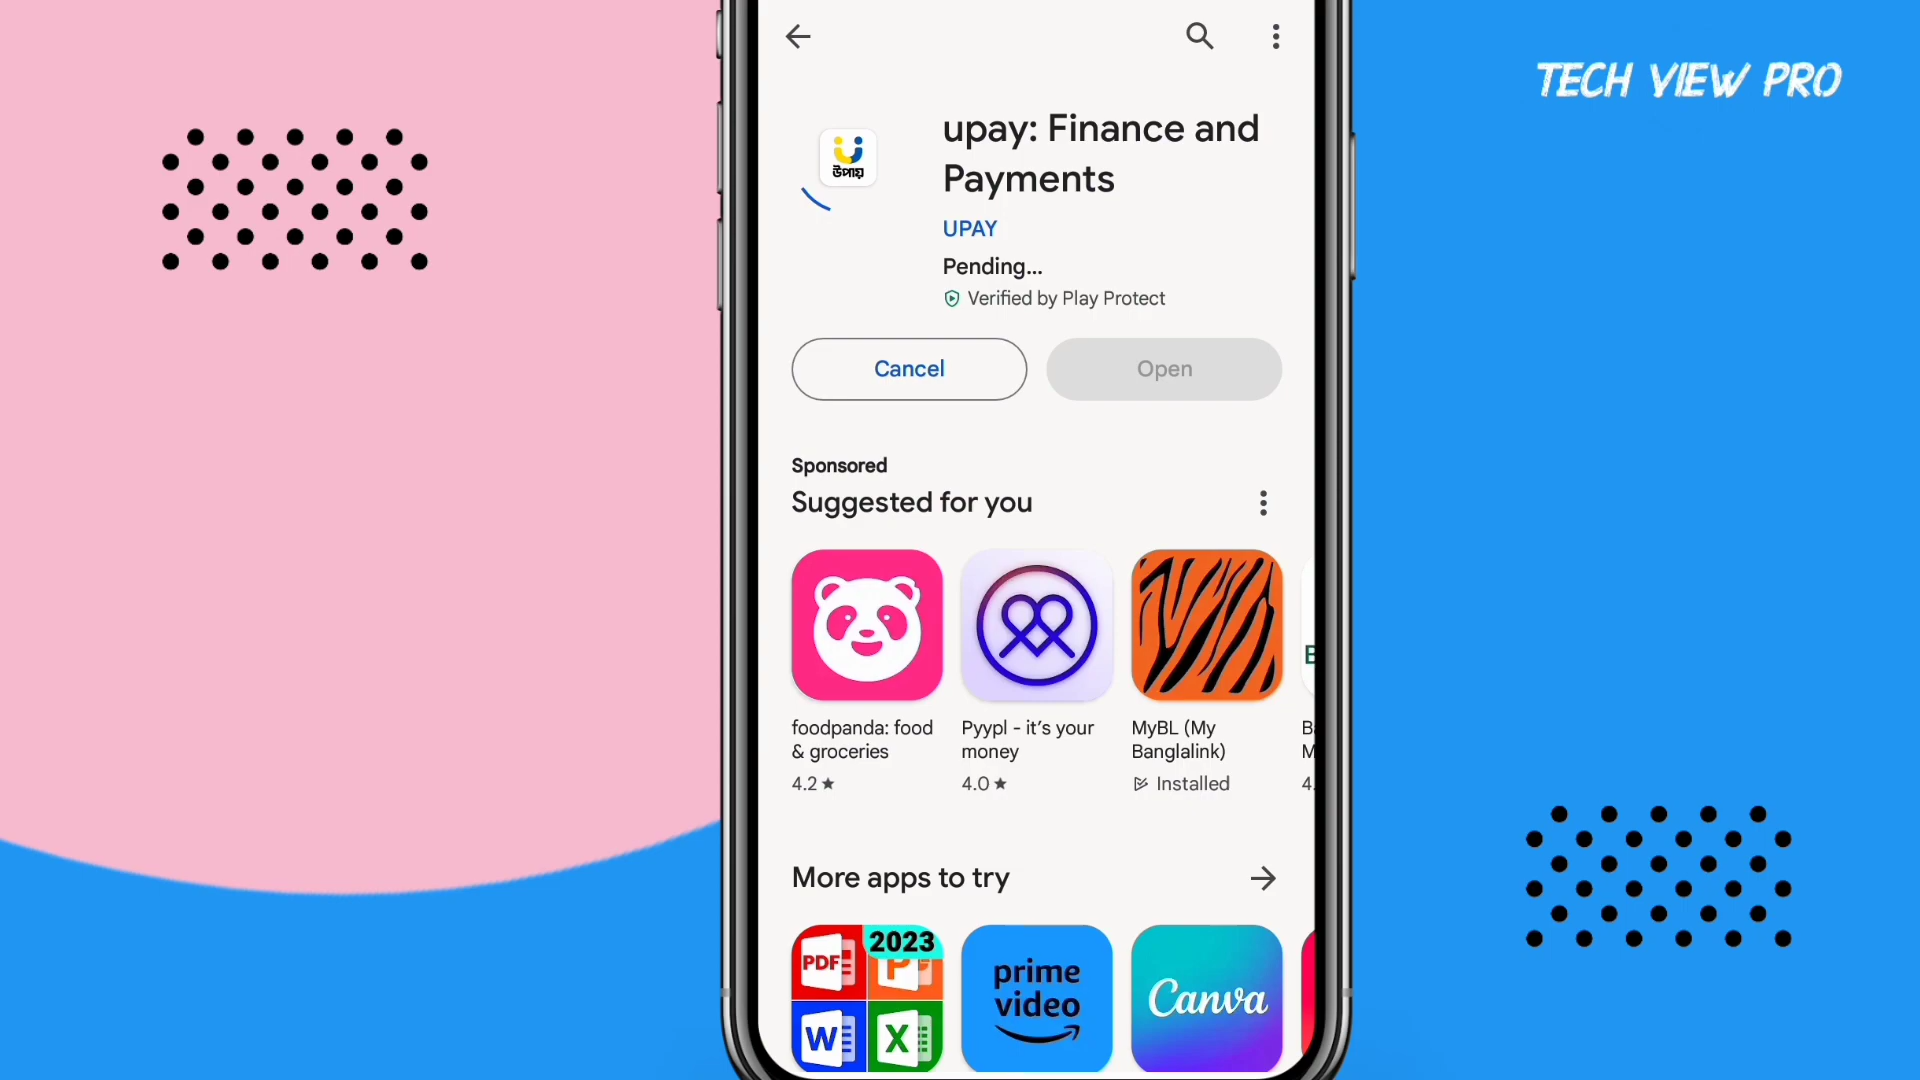 TECH VIEW PRO
upay: Finance and
Payments
উপায়
UPAY
Pending...
Verified by Play Protect
Cancel
Open
Sponsored
Suggested for you
foodpanda: food
& groceries
4.2
Pyypl - it's your
money
4.0
MyBL (My
Banglalink)
Installed
More apps to try
PDF
2023
P
W
X
prime
video
Canva